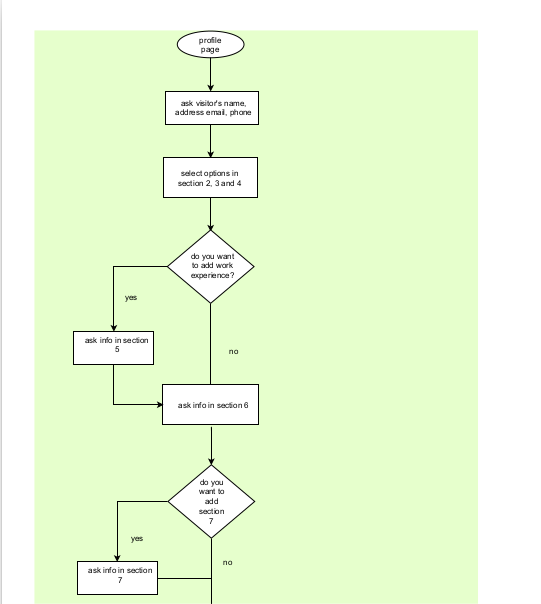 profile
page
ask visitor's name,
address email, phone
select options in
section 2, 3 and 4
do you want
to add work
experience?
yes
ask info in section
5
no
ask info in section 6
do you
want to
add
section
7
yes
no
ask info in section
7